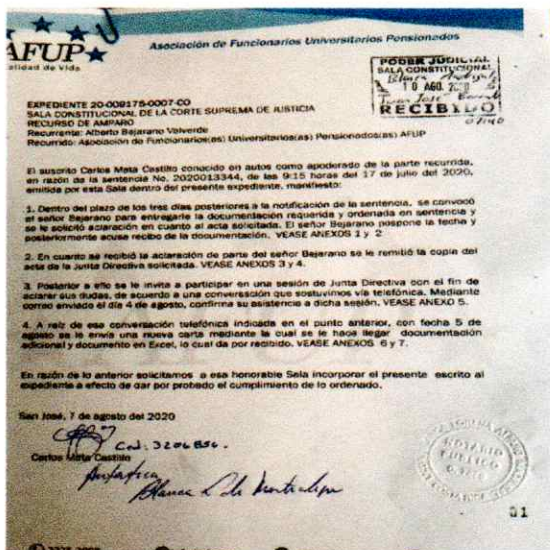 AFUP
Asociación de Funcionarios Universitarios Pensionados
calidad de Vida
PODER JUDICIAL
SALA CONSTITUCIONAL
10 AGO.
RECIBIDO
EXPEDIENTE 20-009175-0007-CO
SALA CONSTITUCIONAL DE LA CORTE SUPREMA DE JUSTICIA
RECURSO DE AMPARO
Recurrente: Alberto Bejarano Valverde
Recurrido: Asociación de Funcionarios(as) Universitarios(as) Pensionados(as) AFUP
El suscrito Carlos Mata Castillo conocido en autos como apoderado de la parte recurrida,
en razón de la sentencia No. 2020013344, de las 9:15 horas del 17 de julio del 2020,
emitida por esta Sala dentro del presente expediente, manifiesto:
1. Dentro del plazo de los tres días posteriores a la notificación de la sentencia, se convocó
el señor Bejarano para entregarle la documentación requerida y ordenada en sentencia y
se le solicitó aclaración en cuanto al acta solicitada. El señor Bejarano pospone la fecha y
posteriormente acusa recibo de la documentación. VEASE ANEXOS 1 y 2
2. En cuanto se recibió la aclaración de parte del señor Bejarano se le remitió la copia del
acta de la Junta Directiva solicitada. VEASE ANEXOS 3 y 4.
3. Posterior a ello se le invita a participar en una sesión de Junta Directiva con el fin de
aclarar sus dudas, de acuerdo a una conversación que sostuvimos vía telefónica. Mediante
correo enviado el día 4 de agosto, confirma su asistencia a dicha sesión. VEASE ANEXO 5.
4. A raíz de esa conversación telefónica indicada en el punto anterior, con fecha 5 de
agosto se le envía una nueva carta mediante la cual se le hace llegar documentación
adicional y documento en Excel, lo cual da por recibido. VEASE ANEXOS 6 y 7.
En razón de lo anterior solicitamos a esa honorable Sala incorporar el presente escrito al
expediente a efecto de dar por probado el cumplimiento de lo ordenado.
San José, 7 de agosto del 2020
Carlos Mata Castillo
NOTARIO
PUBLICO
01